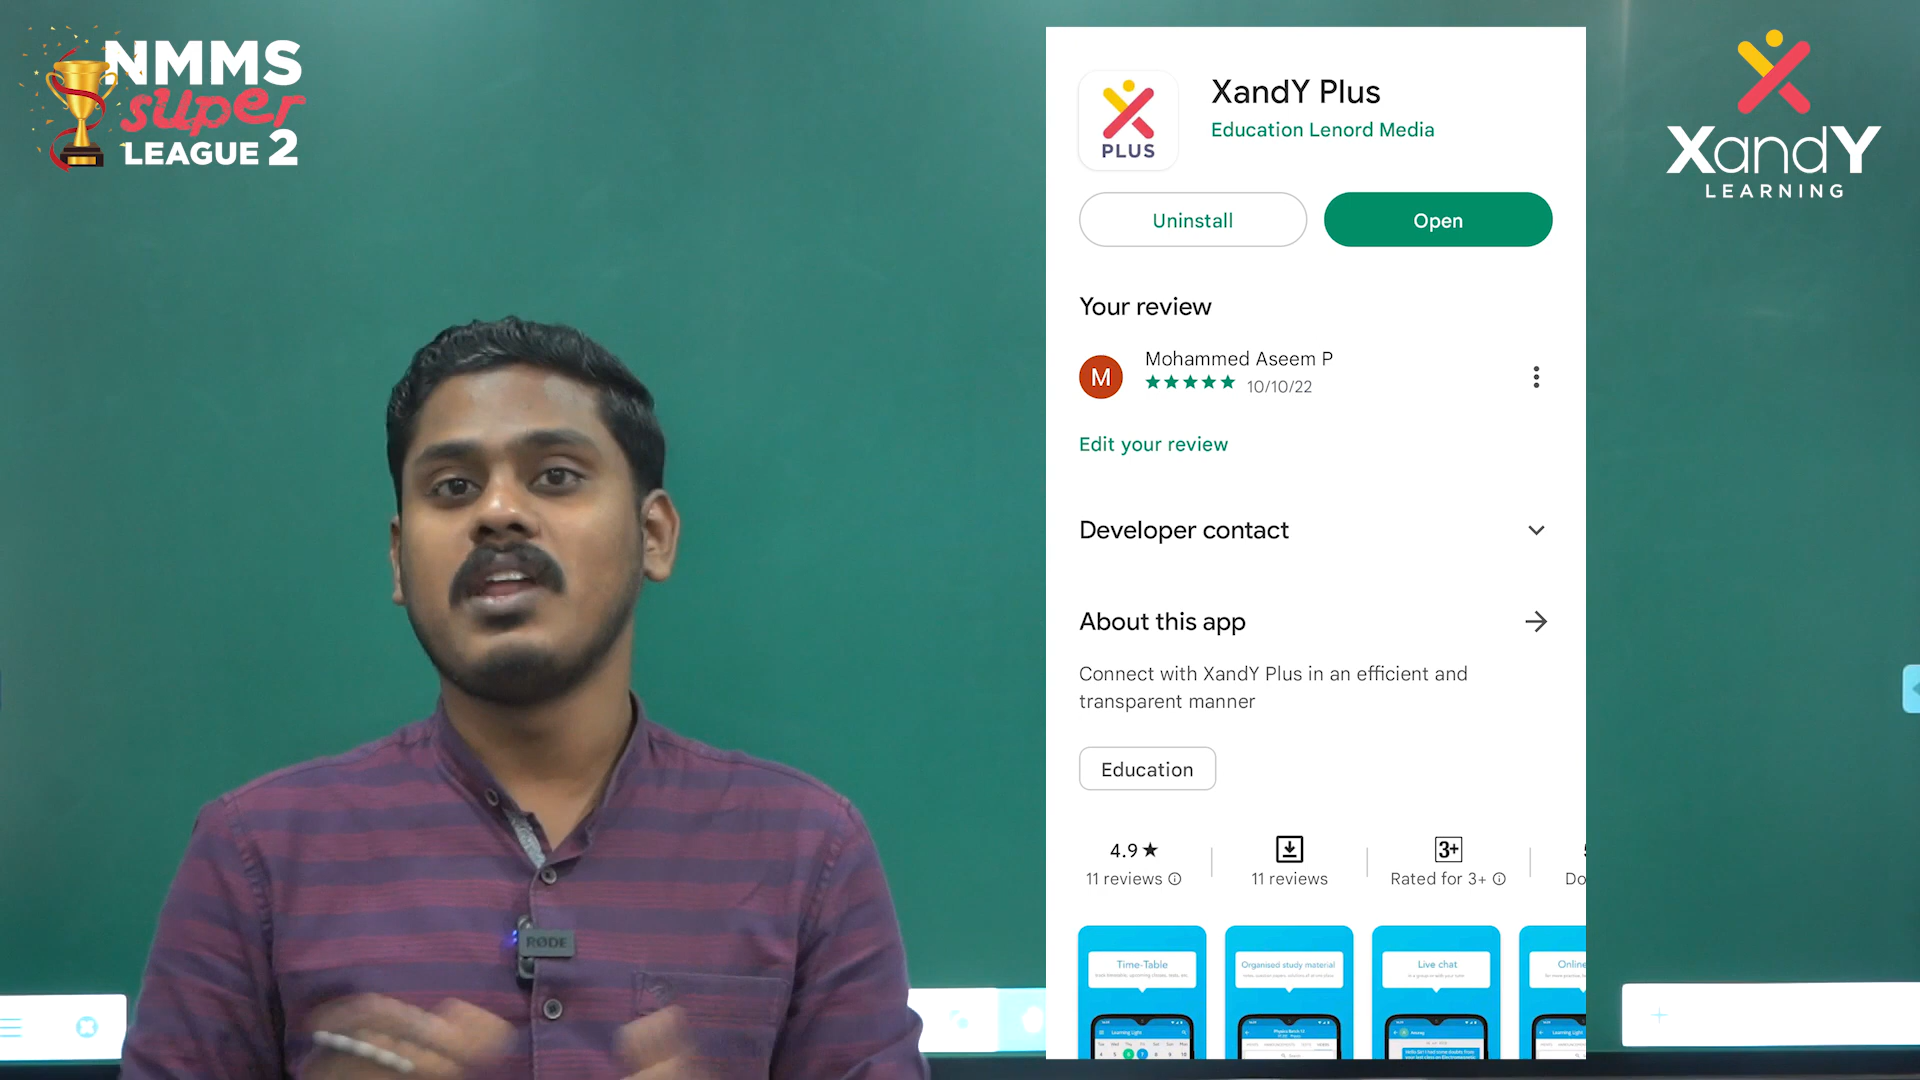 NMMS
super
LEAGUE 2
XandY
LEARNING
PLUS
XandY Plus
Education Lenord Media
Uninstall
Open
Your review
M
Mohammed Aseem P
10/10/22
Edit your review
Developer contact
About this app
Connect with XandY Plus in an efficient and
transparent manner
Education
4.9
11 reviews
11 reviews
3+
Rated for 3+
Do
Time-Table
Organised study material
Live chat
Online
RØDE